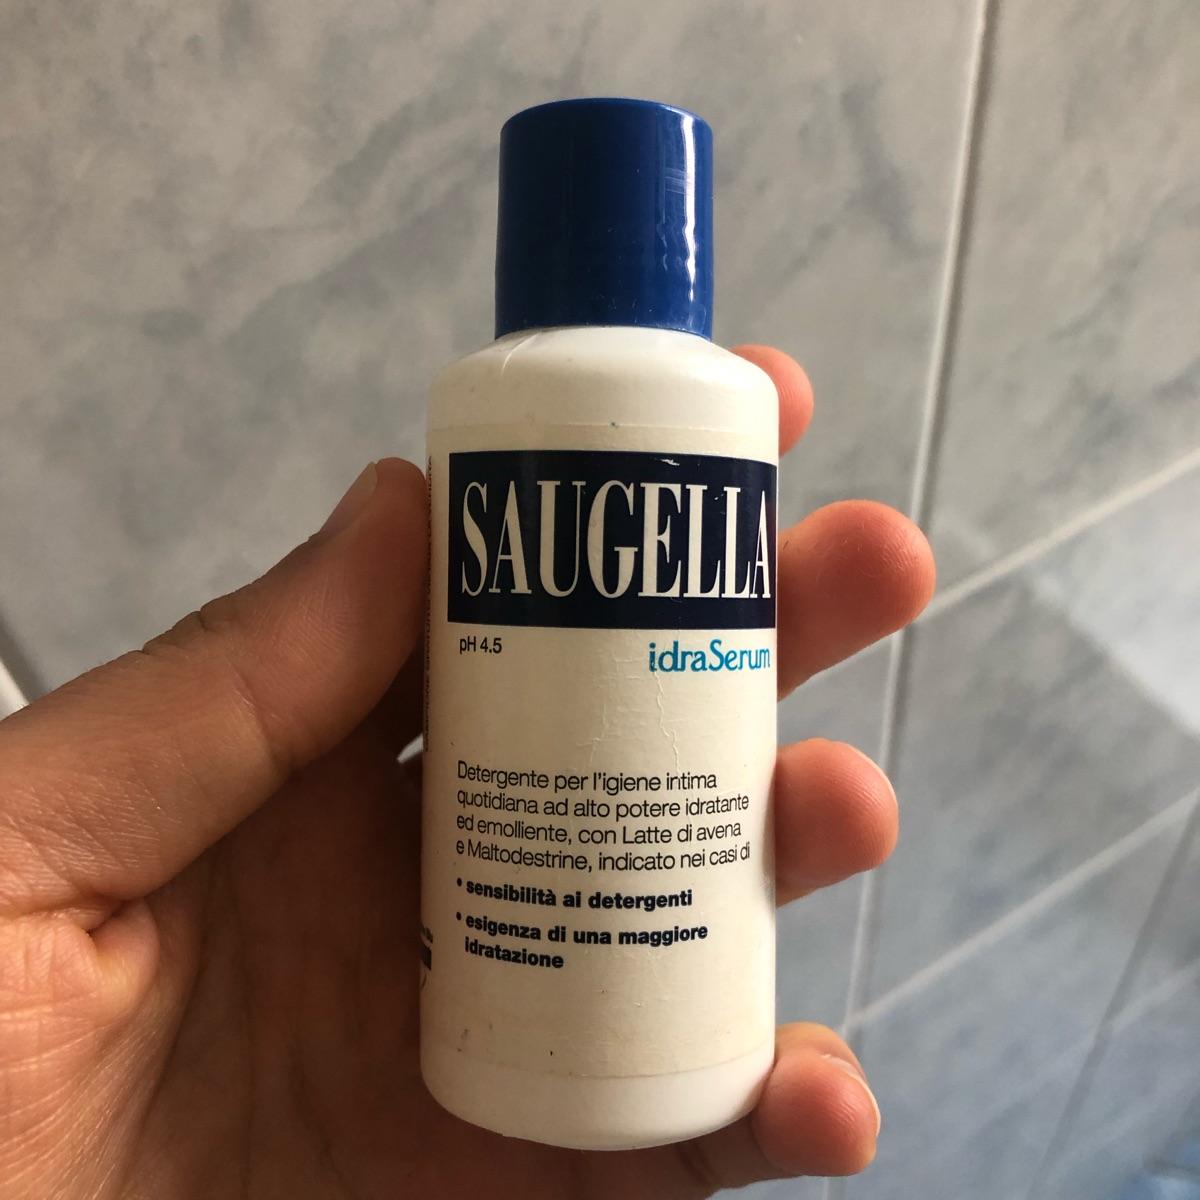 SAUGELLA
pH 4.5
idraSerum
Detergente per l'igiene intima
quotidiana ad alto potere idratante
ed emolliente, con Latte di avena
e Maltodestrine, indicato nei casi di
• sensibilità ai detergenti
• esigenza di una maggiore
idratazione